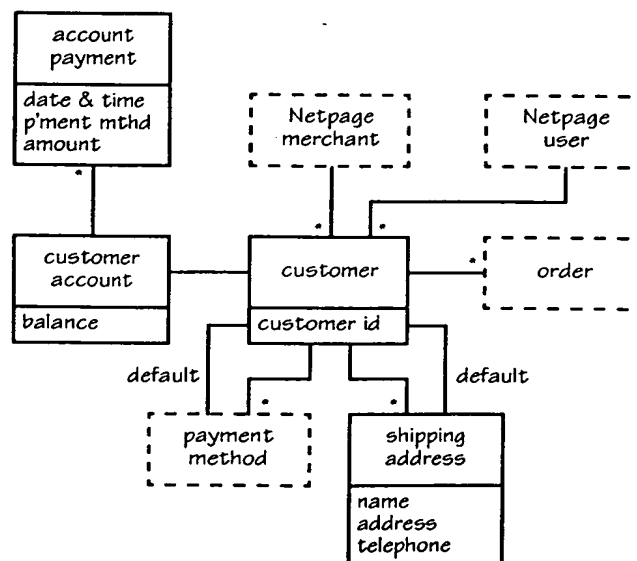 account
payment
date & time
p'ment mthd
amount
*
Netpage
merchant
*
Netpage
user
*
customer
account
balance
customer
customer id
*
order
default
*
payment
method
*
default
shipping
address
name
address
telephone